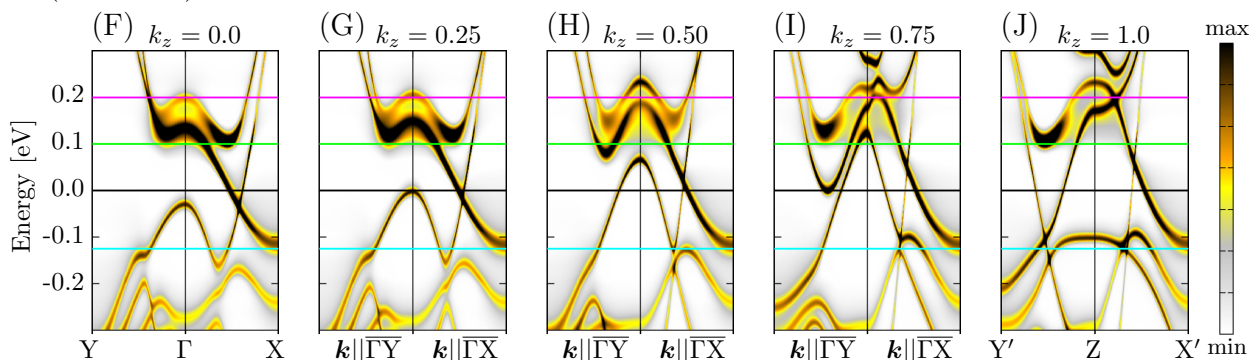 (F) (G) (H) (I) (J)
k_z = 0.0 k_z = 0.25 k_z = 0.50 k_z = 0.75 k_z = 1.0
max
Energy [eV]
0.2
0.1
0.0
-0.1
-0.2
min
Y Γ X
k||ΓY k||ΓX
k||ΓY k||ΓX
k||ΓY k||ΓX
Y′ Z X′